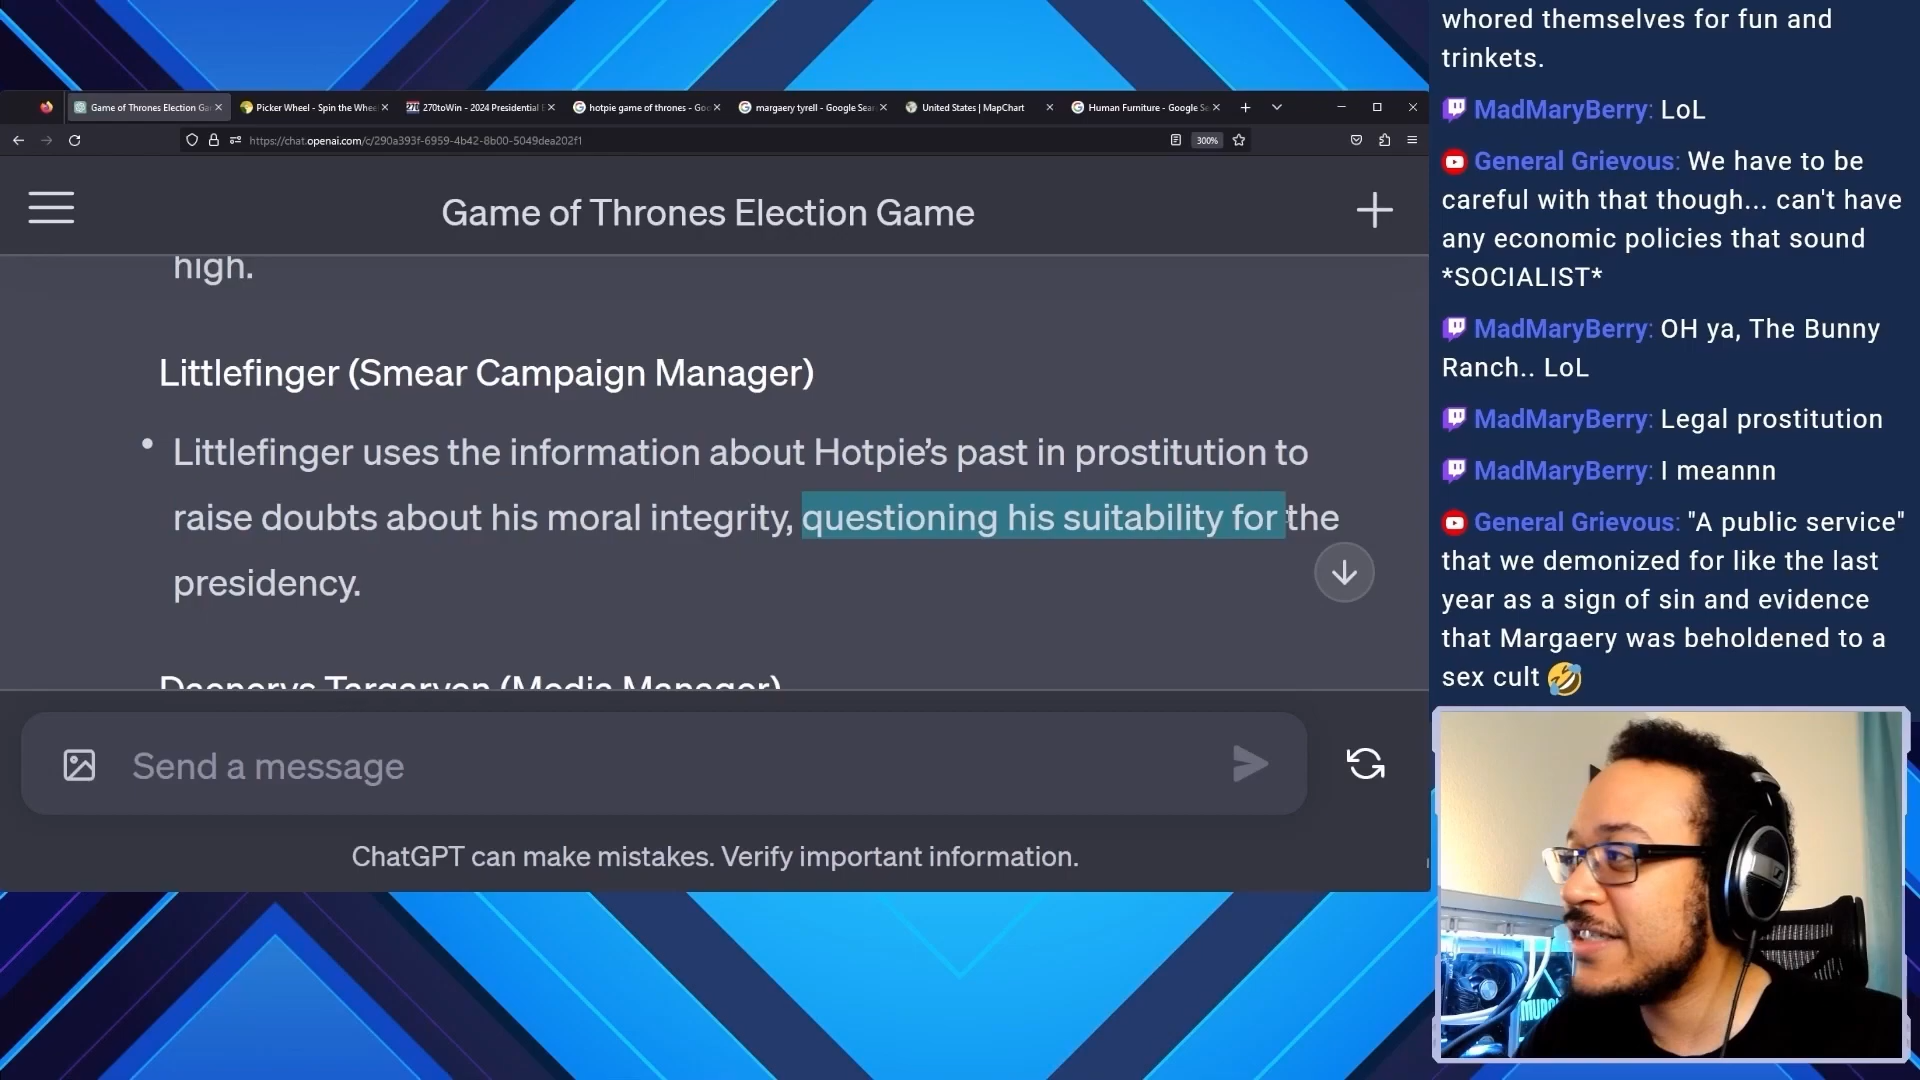 Game of Thrones Election Ga
Picker Wheel - Spin the Whee
270toWin - 2024 Presidential E
hotpie game of thrones - Goo
margaery tyrell - Google Sear
United States | MapChart
Human Furniture - Google Se
https://chat.openai.com/c/290a393f-6959-4b42-8b00-5049dea202f1
300%
Game of Thrones Election Game
high.
Littlefinger (Smear Campaign Manager)
• Littlefinger uses the information about Hotpie’s past in prostitution to
raise doubts about his moral integrity, questioning his suitability for the
presidency.
Daenerys Targaryen (Media Manager)
Send a message
ChatGPT can make mistakes. Verify important information.
whored themselves for fun and
trinkets.
MadMaryBerry: LoL
General Grievous: We have to be
careful with that though... can't have
any economic policies that sound
*SOCIALIST*
MadMaryBerry: OH ya, The Bunny
Ranch.. LoL
MadMaryBerry: Legal prostitution
MadMaryBerry: I meannn
General Grievous: "A public service"
that we demonized for like the last
year as a sign of sin and evidence
that Margaery was beholdened to a
sex cult 🤣